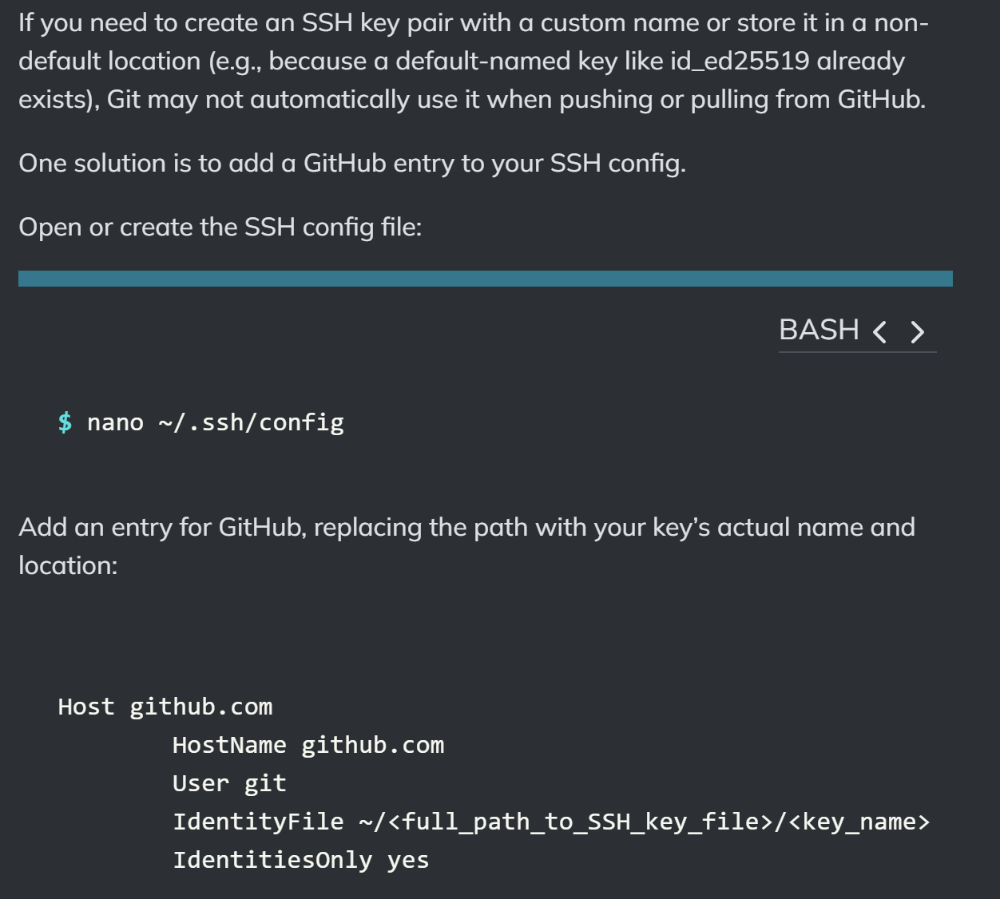 If you need to create an SSH key pair with a custom name or store it in a non-
default location (e.g., because a default-named key like id_ed25519 already
exists), Git may not automatically use it when pushing or pulling from GitHub.
One solution is to add a GitHub entry to your SSH config.
Open or create the SSH config file:
BASH < >
$ nano ~/.ssh/config
Add an entry for GitHub, replacing the path with your key’s actual name and
location:
Host github.com
HostName github.com
User git
IdentityFile ~/<full_path_to_SSH_key_file>/<key_name>
IdentitiesOnly yes